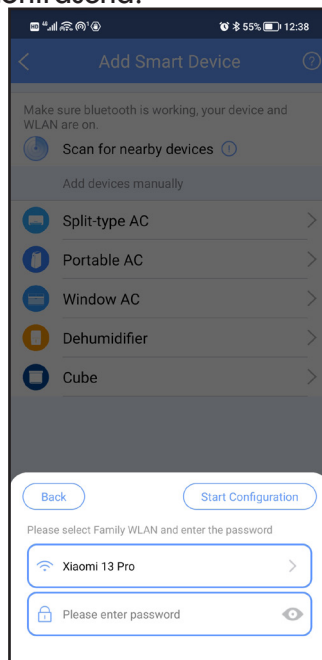 55% 12:38
Add Smart Device
Make sure bluetooth is working, your device and
WLAN are on.
Scan for nearby devices
Add devices manually
Split-type AC
Portable AC
Window AC
Dehumidifier
Cube
Back
Start Configuration
Please select Family WLAN and enter the password
Xiaomi 13 Pro
Please enter password